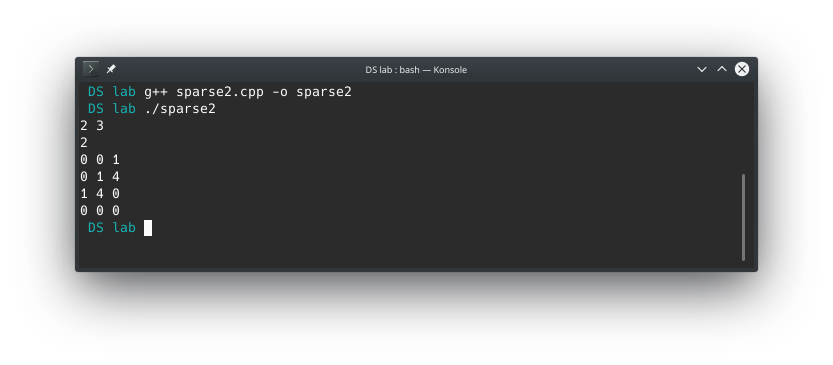 DS lab : bash — Konsole
DS lab g++ sparse2.cpp -o sparse2
DS lab ./sparse2
2 3
2
0 0 1
0 1 4
1 4 0
0 0 0
DS lab